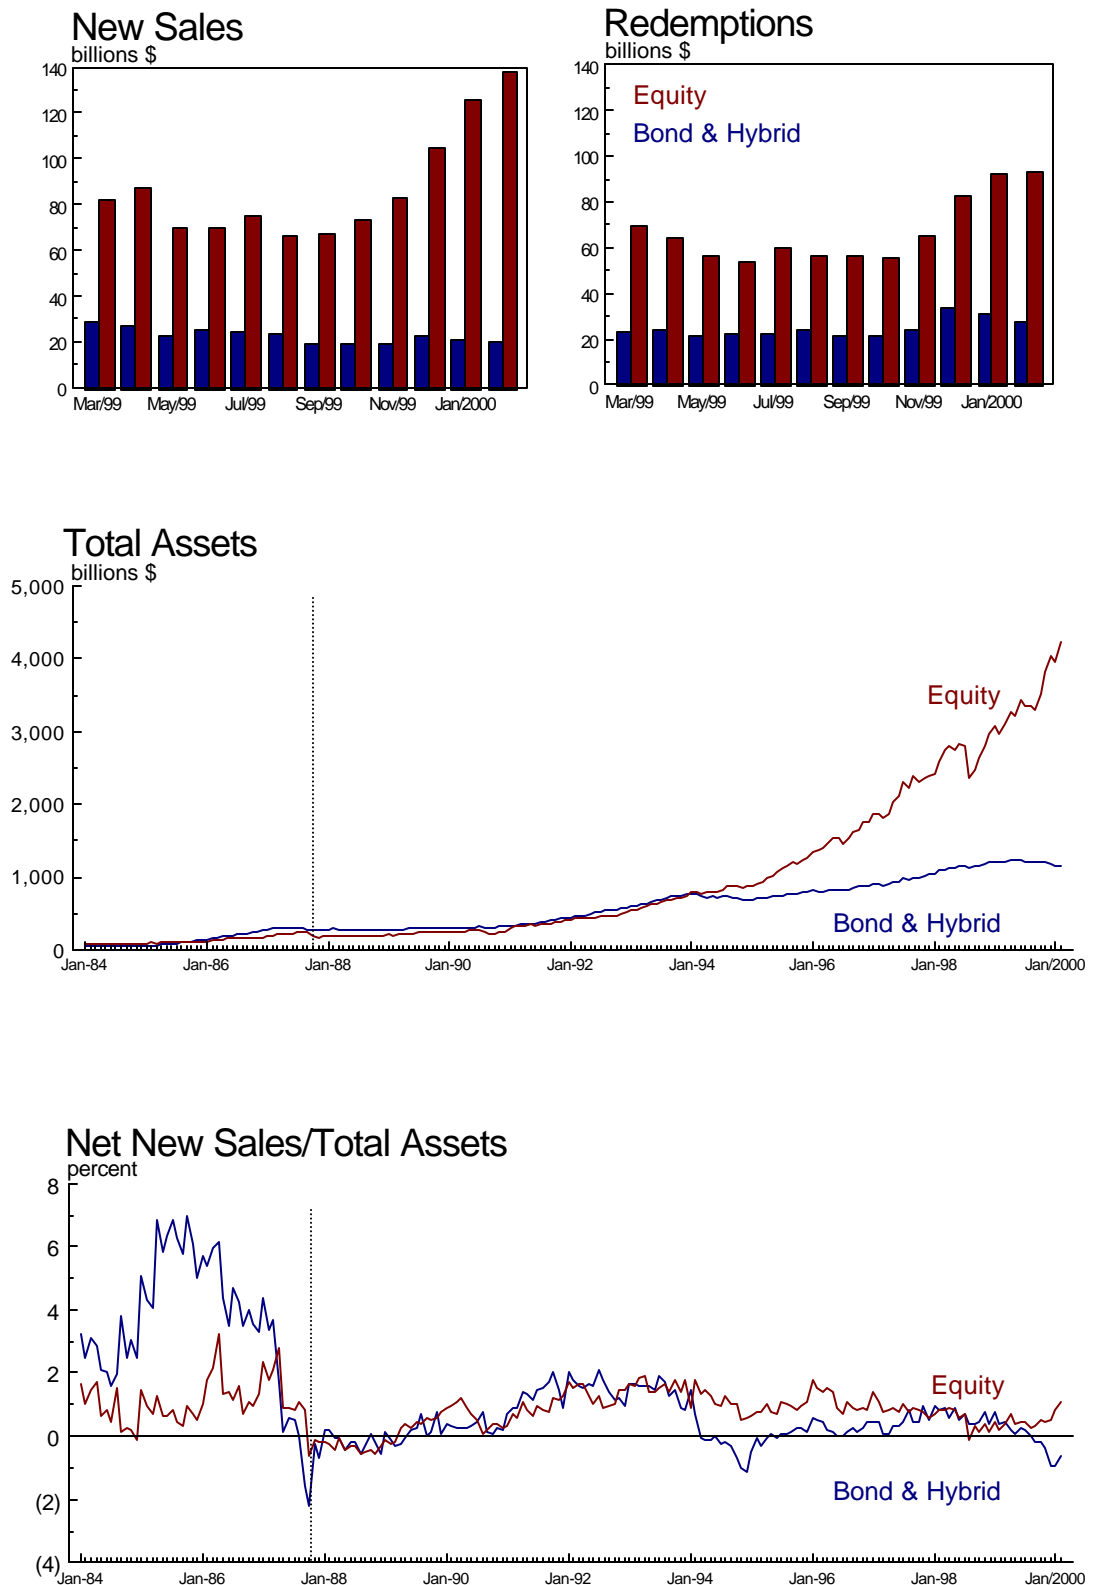 New Sales
billions $
140
120
100
80
60
40
20
0
Mar/99 May/99 Jul/99 Sep/99 Nov/99 Jan/2000
Redemptions
billions $
140
120
100
80
60
40
20
0
Equity
Bond & Hybrid
Mar/99 May/99 Jul/99 Sep/99 Nov/99 Jan/2000
Total Assets
billions $
5,000
4,000
3,000
2,000
1,000
0
Equity
Bond & Hybrid
Jan-84 Jan-86 Jan-88 Jan-90 Jan-92 Jan-94 Jan-96 Jan-98 Jan/2000
Net New Sales/Total Assets
percent
8
6
4
2
0
(2)
(4)
Equity
Bond & Hybrid
Jan-84 Jan-86 Jan-88 Jan-90 Jan-92 Jan-94 Jan-96 Jan-98 Jan/2000